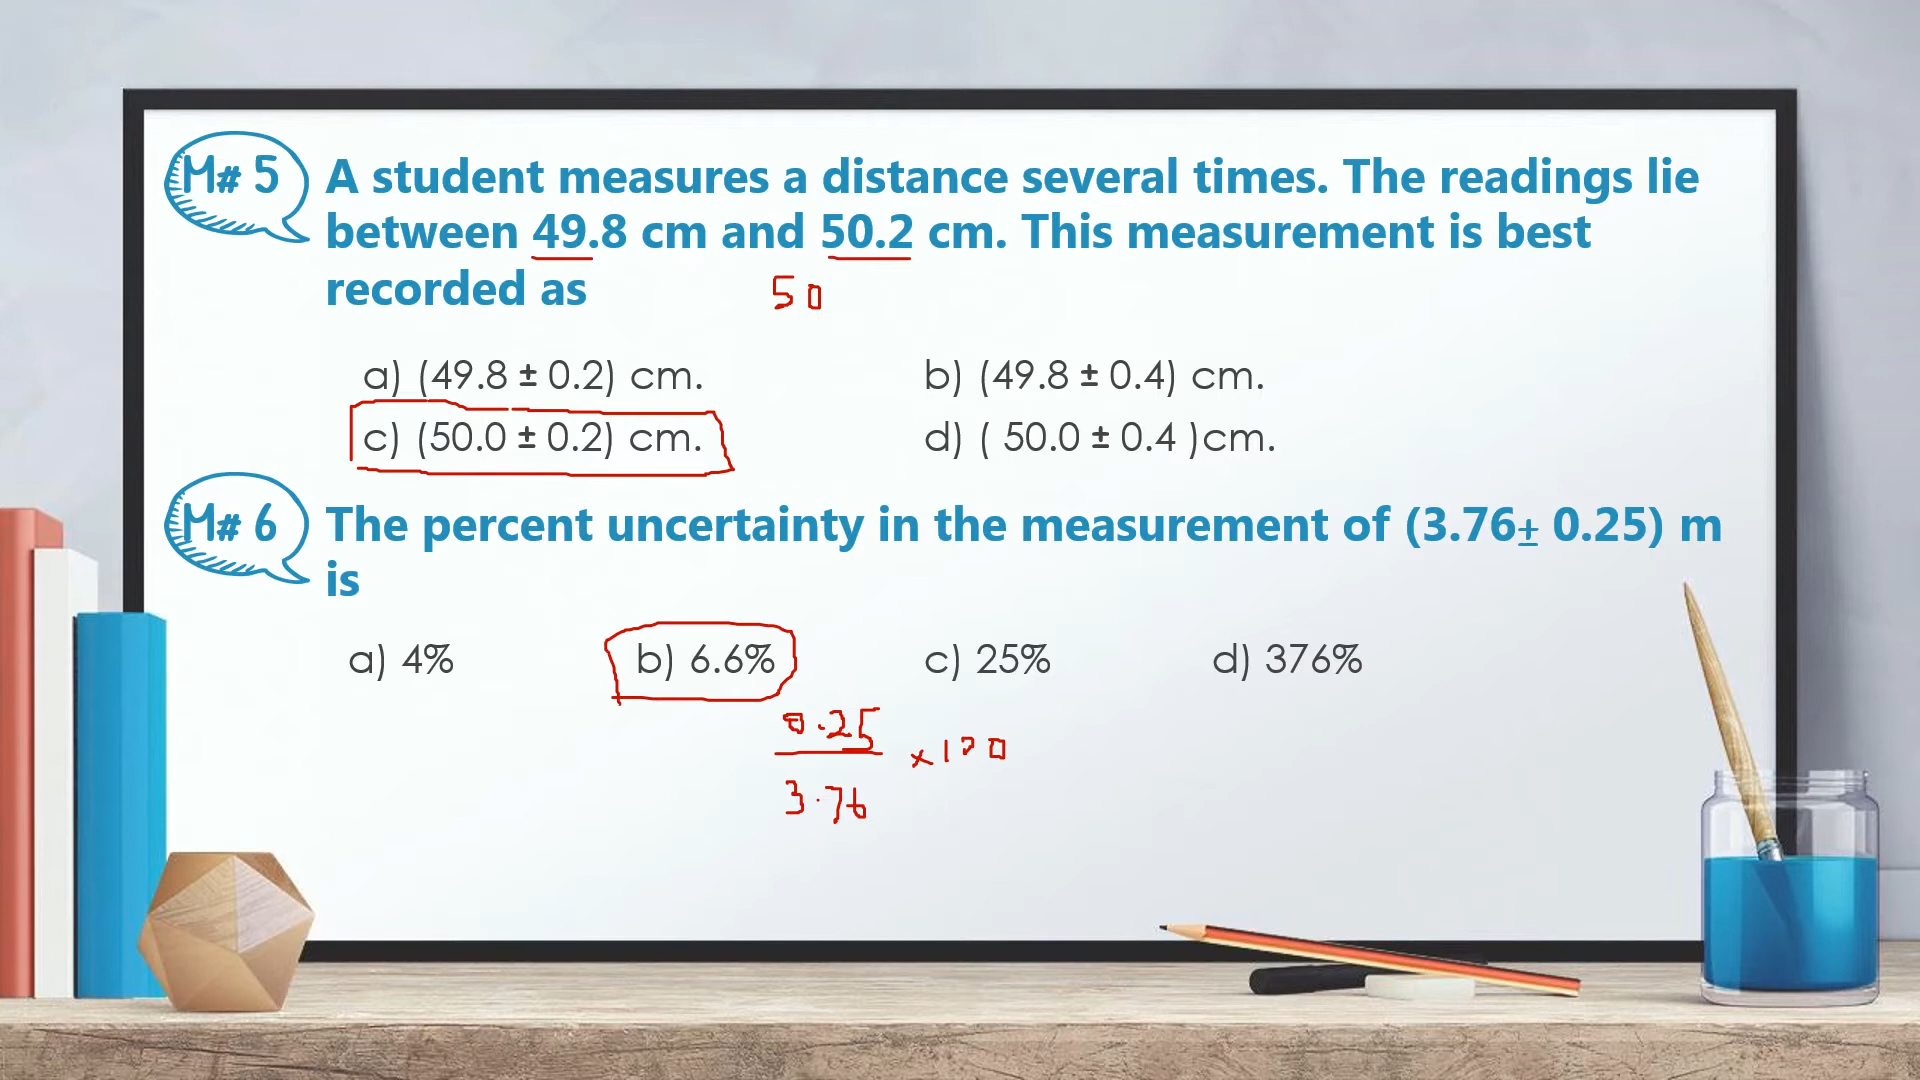 M# 5 A student measures a distance several times. The readings lie
between 49.8 cm and 50.2 cm. This measurement is best
recorded as
50
a) (49.8 ± 0.2) cm. b) (49.8 ± 0.4) cm.
c) (50.0 ± 0.2) cm. d) ( 50.0 ± 0.4 )cm.
M# 6 The percent uncertainty in the measurement of (3.76± 0.25) m
is
a) 4% b) 6.6% c) 25% d) 376%
0.25
×100
3.76